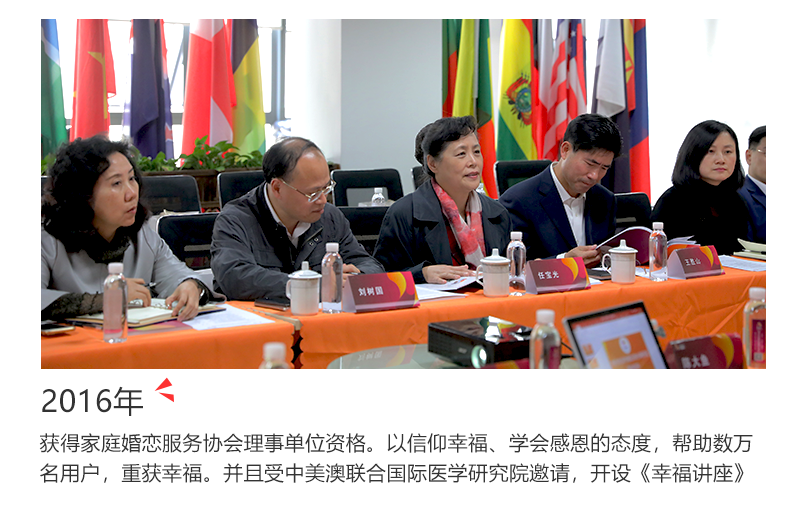 刘树国
任宝光
王胜山
薛大鱼
2016年
获得家庭婚恋服务协会理事单位资格。以信仰幸福、学会感恩的态度，帮助数万
名用户，重获幸福。并且受中美澳联合国际医学研究院邀请，开设《幸福讲座》